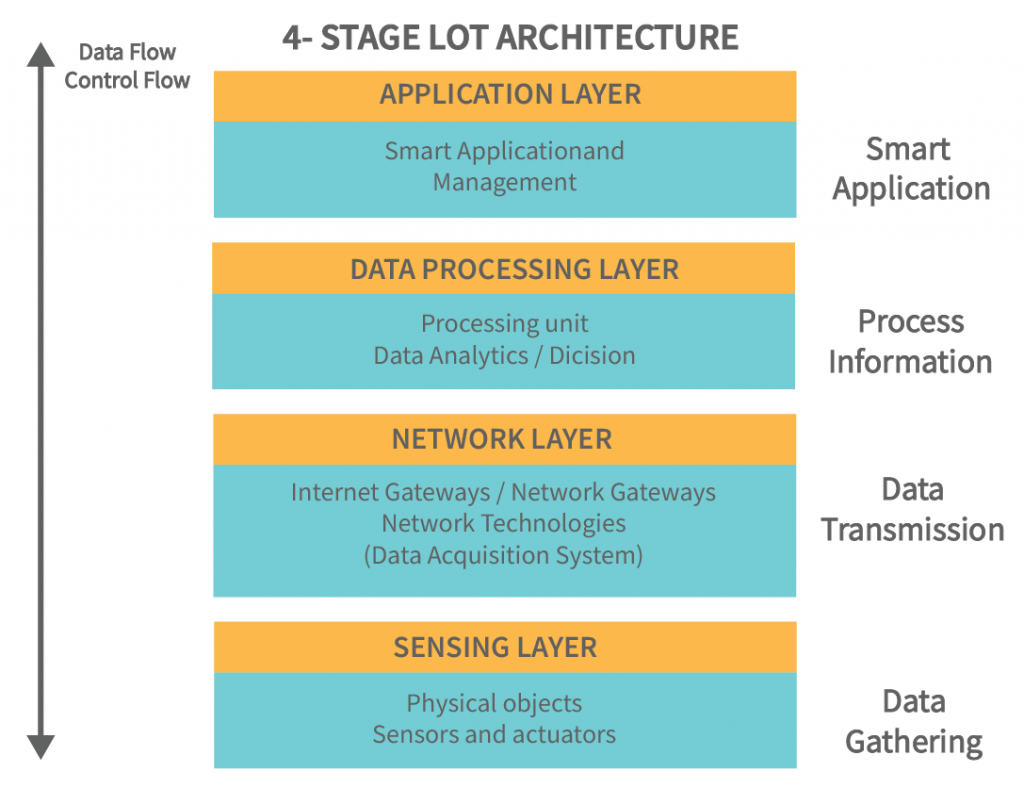 4- STAGE LOT ARCHITECTURE
Data Flow
Control Flow
APPLICATION LAYER
Smart Applicationand
Management
Smart
Application
DATA PROCESSING LAYER
Processing unit
Data Analytics / Dicision
Process
Information
NETWORK LAYER
Internet Gateways / Network Gateways
Network Technologies
(Data Acquisition System)
Data
Transmission
SENSING LAYER
Physical objects
Sensors and actuators
Data
Gathering